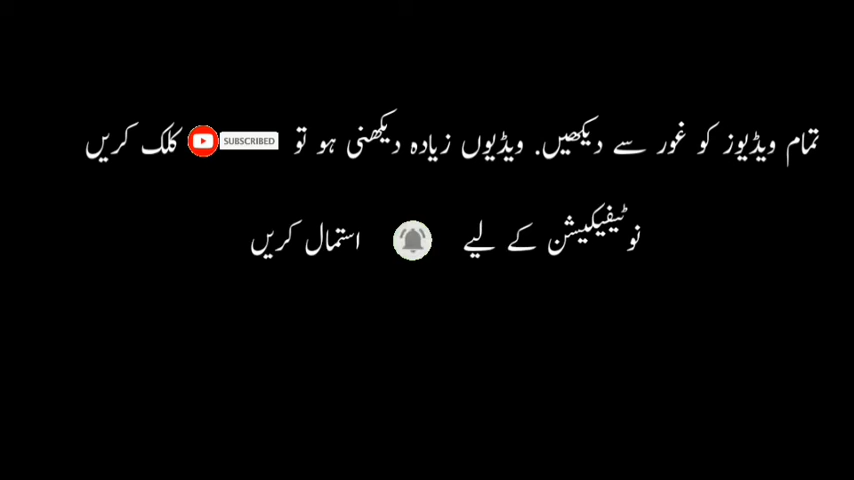 تمام ویڈیوز کو غور سے دیکھیں. ویڈیوں زیادہ دیکھنی ہو تو SUBSCRIBED کلک کریں
نوٹیفیکیشن کے لیے استمال کریں